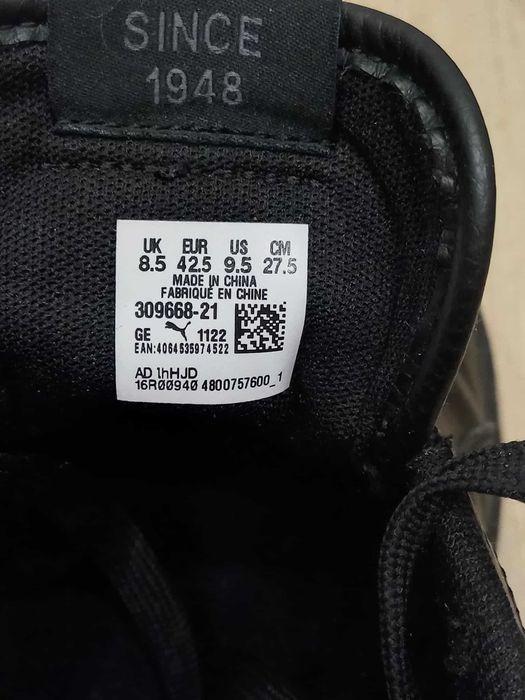 SINCE
1948
UK EUR US CM
8.5 42.5 9.5 27.5
MADE IN CHINA
FABRIQUÉ EN CHINE
309668-21
GE 1122
EAN:4064535974522
AD 1hHJD
16R00940 4800757600_1